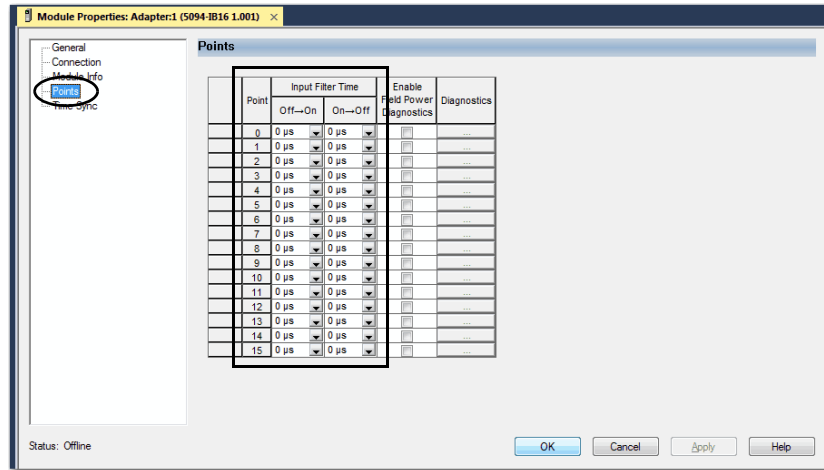 Module Properties: Adapter:1 (5094-IB16 1.001) ×
General
Connection
Module Info
Points
Time Sync
Points
Point
Input Filter Time
Off→On
On→Off
Enable
Field Power
Diagnostics
Diagnostics
0 0 µs 0 µs ...
1 0 µs 0 µs ...
2 0 µs 0 µs ...
3 0 µs 0 µs ...
4 0 µs 0 µs ...
5 0 µs 0 µs ...
6 0 µs 0 µs ...
7 0 µs 0 µs ...
8 0 µs 0 µs ...
9 0 µs 0 µs ...
10 0 µs 0 µs ...
11 0 µs 0 µs ...
12 0 µs 0 µs ...
13 0 µs 0 µs ...
14 0 µs 0 µs ...
15 0 µs 0 µs ...
Status: Offline
OK Cancel Apply Help